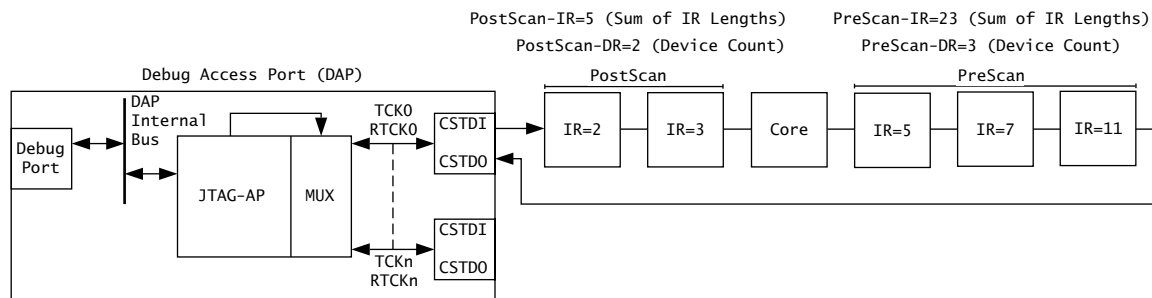 PostScan-IR=5 (Sum of IR Lengths)
PreScan-IR=23 (Sum of IR Lengths)
PostScan-DR=2 (Device Count)
PreScan-DR=3 (Device Count)
Debug Access Port (DAP)
PostScan
PreScan
DAP
Internal
Bus
Debug
Port
JTAG-AP
MUX
TCK0
RTCK0
CSTDI
CSTDO
IR=2
IR=3
Core
IR=5
IR=7
IR=11
TCKn
RTCKn
CSTDI
CSTDO